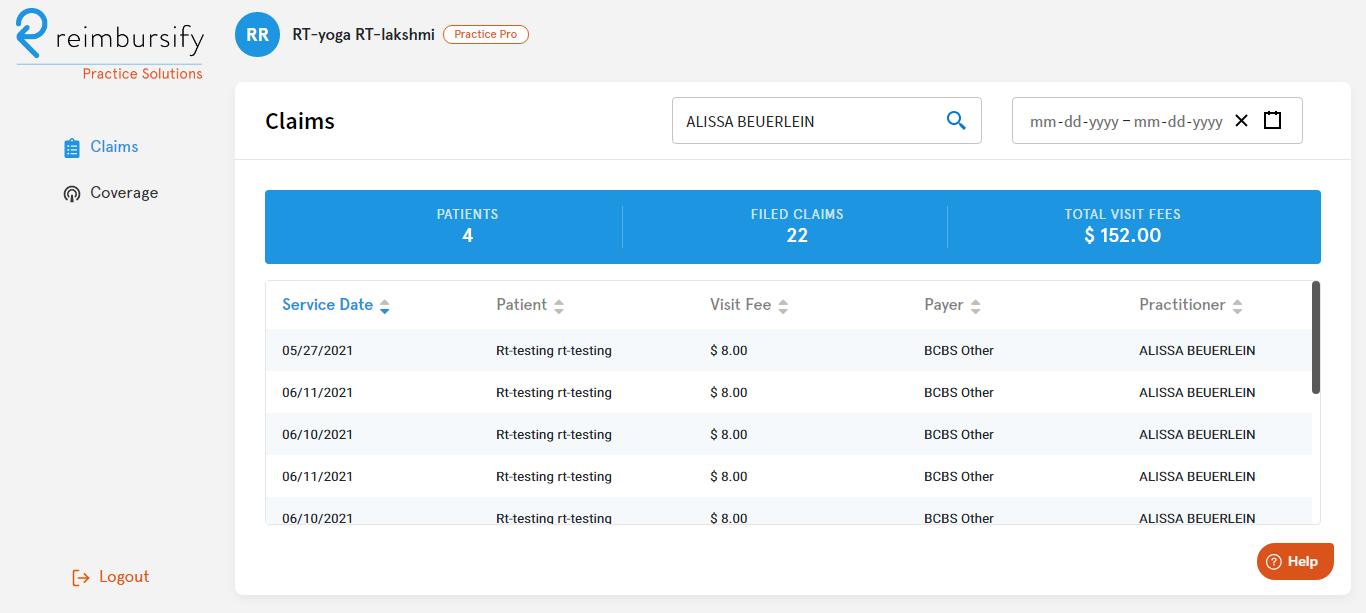 reimbursify
Practice Solutions
RR RT-yoga RT-lakshmi Practice Pro
Claims
Coverage
Logout
Claims ALISSA BEUERLEIN mm-dd-yyyy – mm-dd-yyyy
PATIENTS FILED CLAIMS TOTAL VISIT FEES
4 22 $ 152.00
Service Date Patient Visit Fee Payer Practitioner
05/27/2021 Rt-testing rt-testing $ 8.00 BCBS Other ALISSA BEUERLEIN
06/11/2021 Rt-testing rt-testing $ 8.00 BCBS Other ALISSA BEUERLEIN
06/10/2021 Rt-testing rt-testing $ 8.00 BCBS Other ALISSA BEUERLEIN
06/11/2021 Rt-testing rt-testing $ 8.00 BCBS Other ALISSA BEUERLEIN
06/10/2021 Rt-testing rt-testing $ 8.00 BCBS Other ALISSA BEUERLEIN
? Help